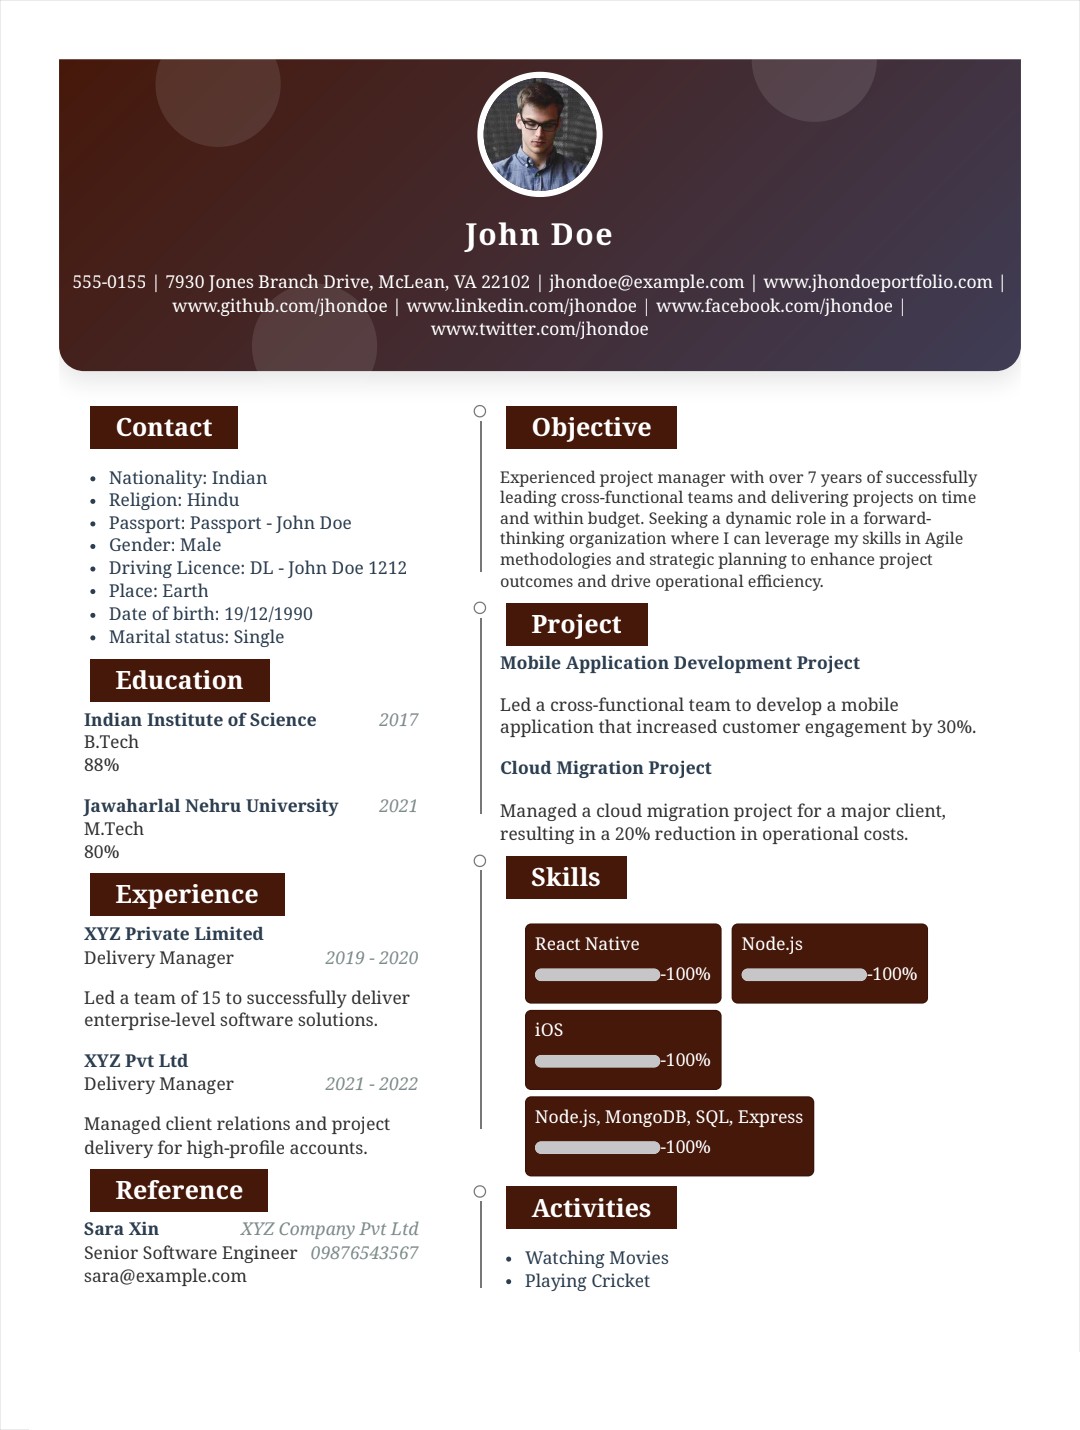 John Doe
555-0155 | 7930 Jones Branch Drive, McLean, VA 22102 | jhondoe@example.com | www.jhondoeportfolio.com |
www.github.com/jhondoe | www.linkedin.com/jhondoe | www.facebook.com/jhondoe |
www.twitter.com/jhondoe
Contact
• Nationality: Indian
• Religion: Hindu
• Passport: Passport - John Doe
• Gender: Male
• Driving Licence: DL - John Doe 1212
• Place: Earth
• Date of birth: 19/12/1990
• Marital status: Single
Education
Indian Institute of Science 2017
B.Tech
88%
Jawaharlal Nehru University 2021
M.Tech
80%
Experience
XYZ Private Limited
Delivery Manager 2019 - 2020
Led a team of 15 to successfully deliver
enterprise-level software solutions.
XYZ Pvt Ltd
Delivery Manager 2021 - 2022
Managed client relations and project
delivery for high-profile accounts.
Reference
Sara Xin XYZ Company Pvt Ltd
Senior Software Engineer 09876543567
sara@example.com
Objective
Experienced project manager with over 7 years of successfully
leading cross-functional teams and delivering projects on time
and within budget. Seeking a dynamic role in a forward-
thinking organization where I can leverage my skills in Agile
methodologies and strategic planning to enhance project
outcomes and drive operational efficiency.
Project
Mobile Application Development Project
Led a cross-functional team to develop a mobile
application that increased customer engagement by 30%.
Cloud Migration Project
Managed a cloud migration project for a major client,
resulting in a 20% reduction in operational costs.
Skills
React Native
-100%
Node.js
-100%
iOS
-100%
Node.js, MongoDB, SQL, Express
-100%
Activities
• Watching Movies
• Playing Cricket